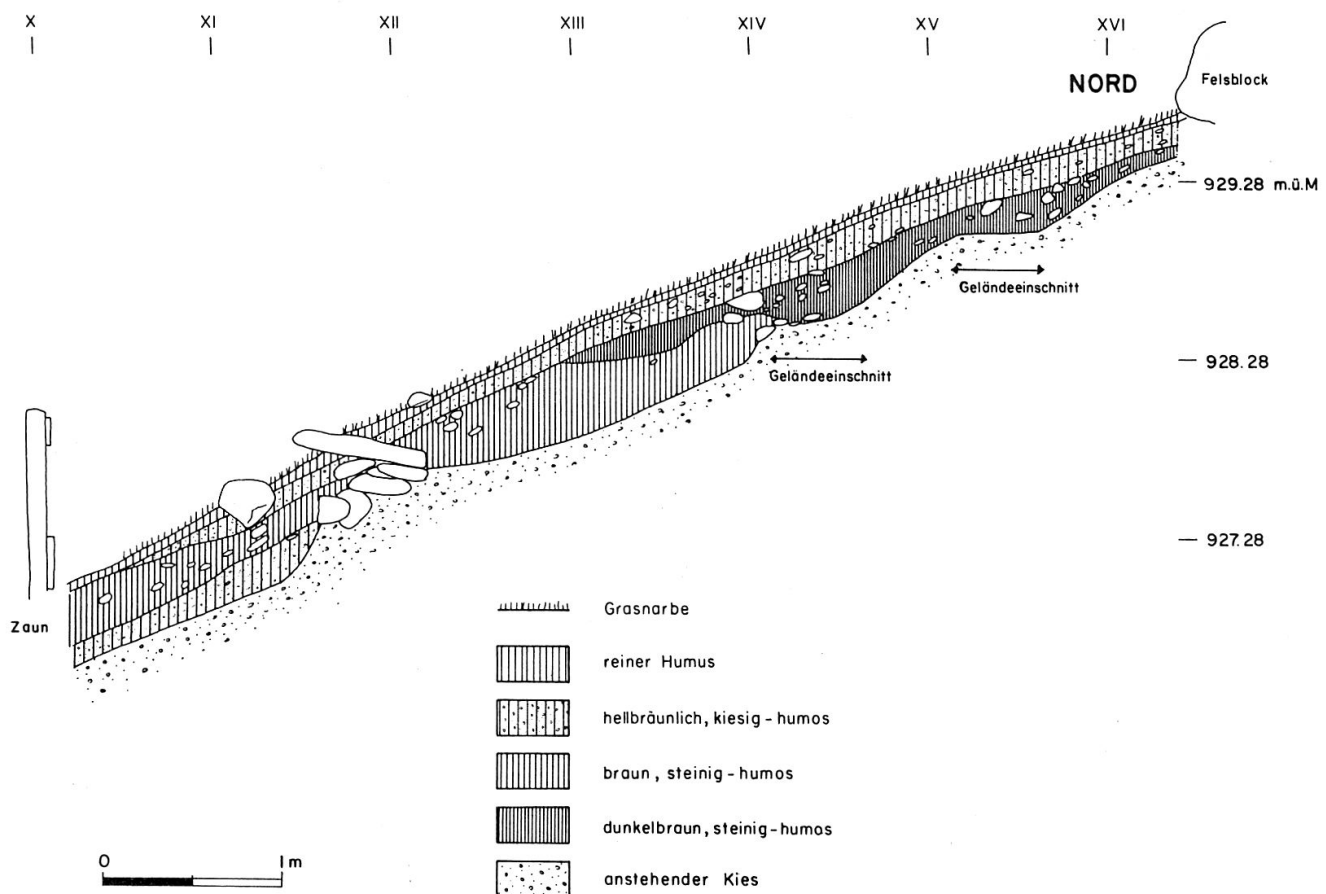 X XI XII XIII XIV XV XVI
NORD
Felsblock
929.28 m.ü.M
Geländeeinschnitt
928.28
Geländeeinschnitt
927.28
Zaun
Grasnarbe
reiner Humus
hellbräunlich, kiesig-humos
braun, steinig-humos
dunkelbraun, steinig-humos
anstehender Kies
0 1m